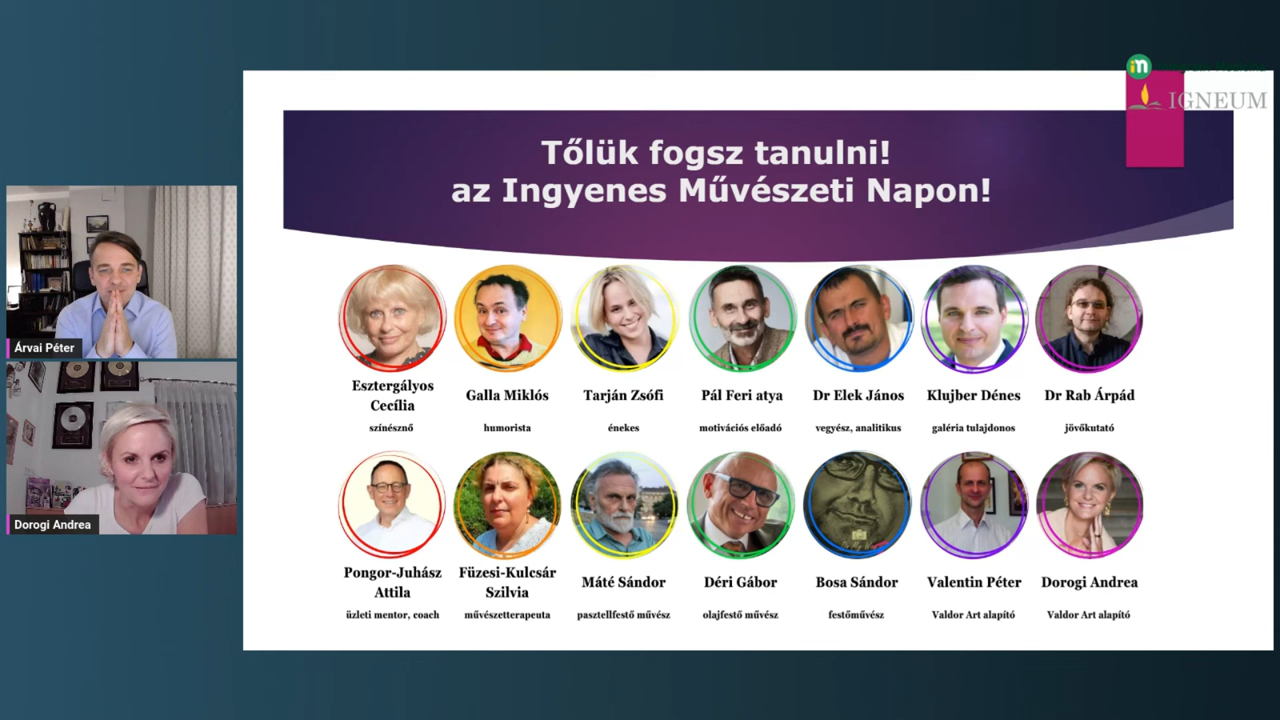 IGNEUM
Tőlük fogsz tanulni!
az Ingyenes Művészeti Napon!
Árvai Péter
Dorogi Andrea
Esztergályos
Cecília
színésznő
Galla Miklós
humorista
Tarján Zsófi
énekes
Pál Feri atya
motivációs előadó
Dr Elek János
vegyész, analitikus
Klujber Dénes
galéria tulajdonos
Dr Rab Árpád
jövőkutató
Pongor-Juhász
Attila
üzleti mentor, coach
Füzesi-Kulcsár
Szilvia
művészetterapeuta
Máté Sándor
pasztellfestő művész
Déri Gábor
olajfestő művész
Bosa Sándor
festőművész
Valentin Péter
Valdor Art alapító
Dorogi Andrea
Valdor Art alapító